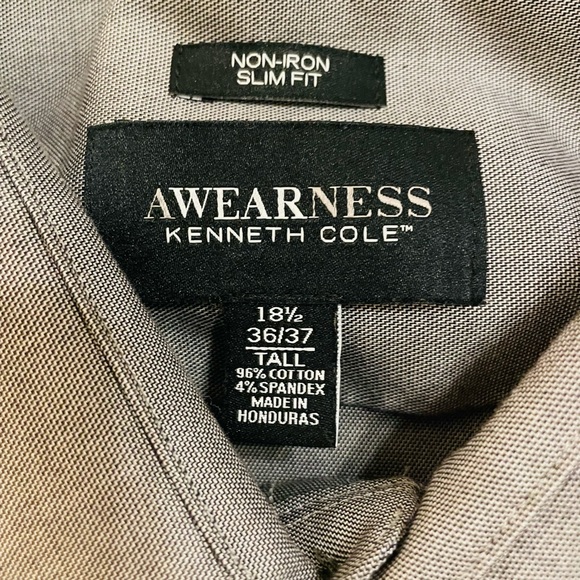 NON-IRON
SLIM FIT
AWEARNESS
KENNETH COLE™
18½
36/37
TALL
96% COTTON
4% SPANDEX
MADE IN
HONDURAS